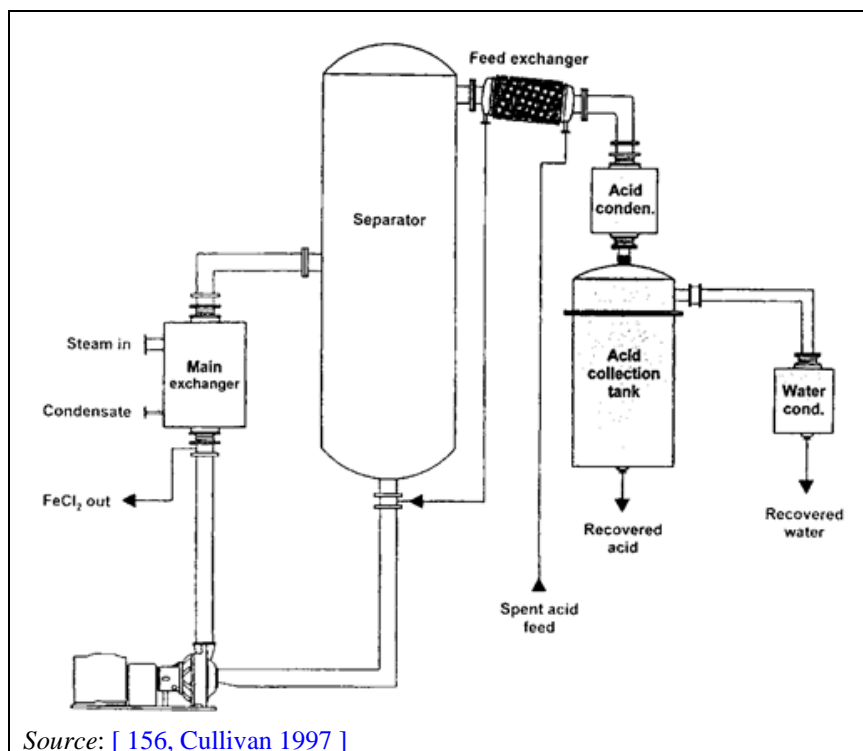 Feed exchanger
Separator
Acid
conden.
Steam in
Main
exchanger
Condensate
Acid
collection
tank
Water
cond.
FeCl₂ out
Recovered
acid
Recovered
water
Spent acid
feed
Source: [ 156, Cullivan 1997 ]